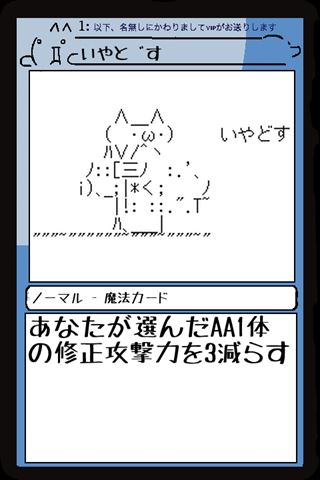 1: 以下、名無しにかわりましてVIPがお送りします
いやど゛す
いやどす
ノーマル - 魔法カード
あなたが選んだAA1体
の修正攻撃力を3減らす